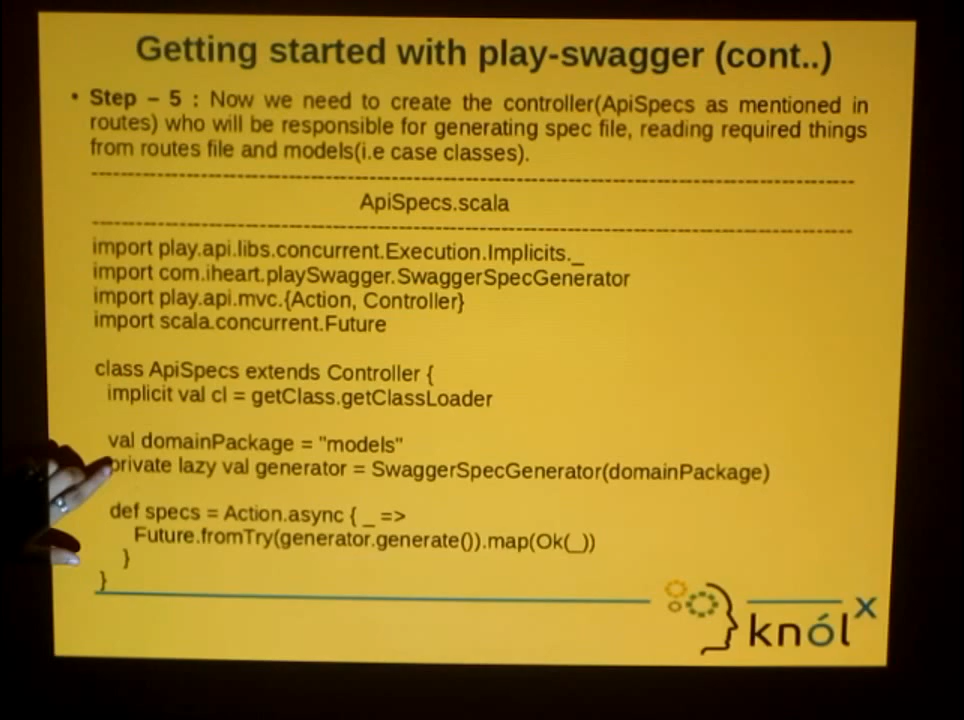 Getting started with play-swagger (cont..)
• Step – 5 : Now we need to create the controller(ApiSpecs as mentioned in
routes) who will be responsible for generating spec file, reading required things
from routes file and models(i.e case classes).
--------------------------------------------------------------------------------
ApiSpecs.scala
--------------------------------------------------------------------------------
import play.api.libs.concurrent.Execution.Implicits._
import com.iheart.playSwagger.SwaggerSpecGenerator
import play.api.mvc.{Action, Controller}
import scala.concurrent.Future
class ApiSpecs extends Controller {
implicit val cl = getClass.getClassLoader
val domainPackage = "models"
private lazy val generator = SwaggerSpecGenerator(domainPackage)
def specs = Action.async { _ =>
Future.fromTry(generator.generate()).map(Ok(_))
}
}
knólx